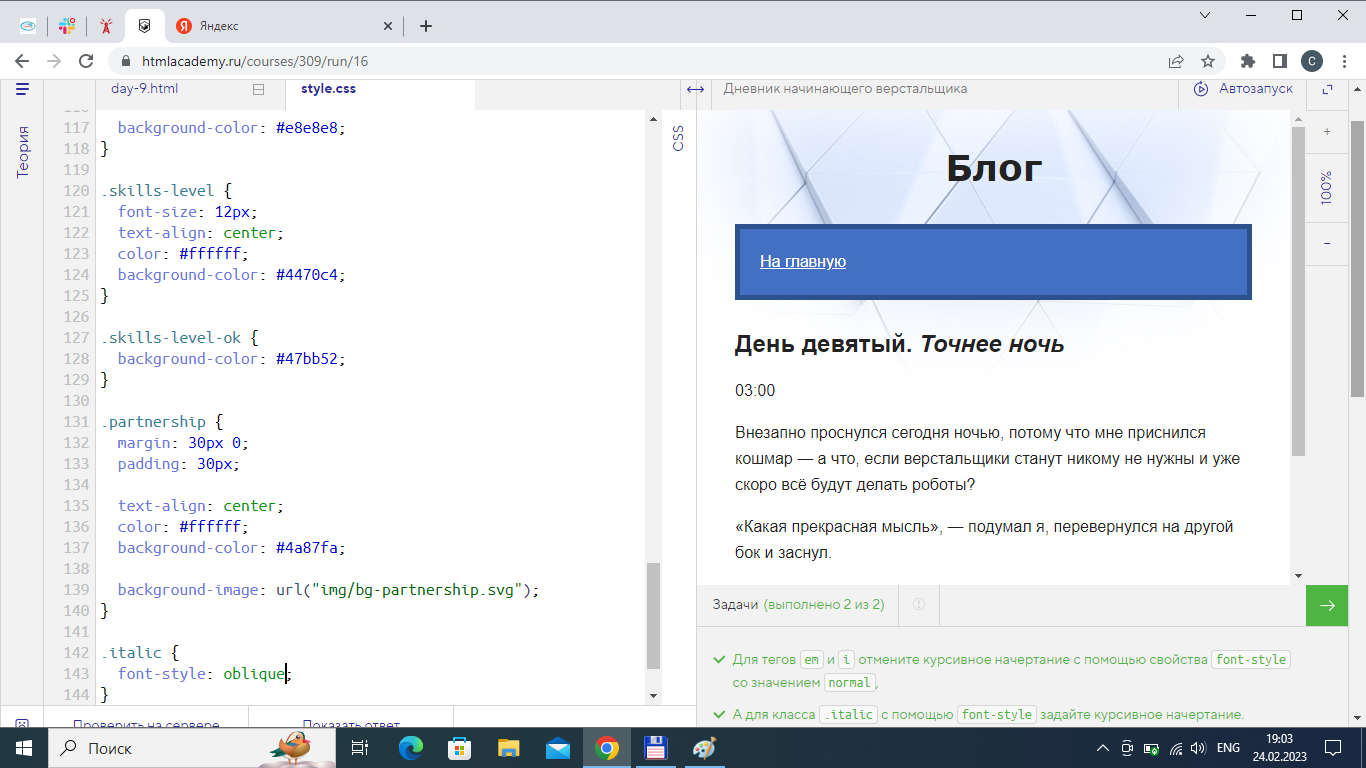 Яндекс
htmlacademy.ru/courses/309/run/16
C
day-9.html
style.css
Дневник начинающего верстальщика
Автозапуск
Теория
CSS
117 background-color: #e8e8e8;
118 }
119
120 .skills-level {
121 font-size: 12px;
122 text-align: center;
123 color: #ffffff;
124 background-color: #4470c4;
125 }
126
127 .skills-level-ok {
128 background-color: #47bb52;
129 }
130
131 .partnership {
132 margin: 30px 0;
133 padding: 30px;
134
135 text-align: center;
136 color: #ffffff;
137 background-color: #4a87fa;
138
139 background-image: url("img/bg-partnership.svg");
140 }
141
142 .italic {
143 font-style: oblique;
144 }
Проверить на сервере
Показать ответ
Блог
На главную
День девятый. Точнее ночь
03:00
Внезапно проснулся сегодня ночью, потому что мне приснился
кошмар — а что, если верстальщики станут никому не нужны и уже
скоро всё будут делать роботы?
«Какая прекрасная мысль», — подумал я, перевернулся на другой
бок и заснул.
+
100%
−
Задачи (выполнено 2 из 2)
Для тегов em и i отмените курсивное начертание с помощью свойства font-style
со значением normal,
А для класса .italic с помощью font-style задайте курсивное начертание.
Поиск
ENG
19:03
24.02.2023